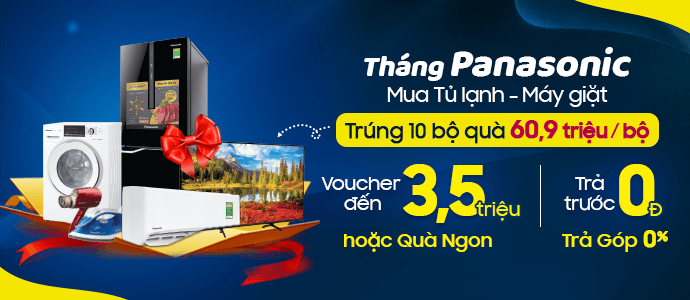 Tháng Panasonic
Mua Tủ lạnh - Máy giặt
Trúng 10 bộ quà 60,9 triệu/bộ
Voucher đến 3,5 triệu
hoặc Quà Ngon
Trả trước 0Đ
Trả Góp 0%
Panasonic